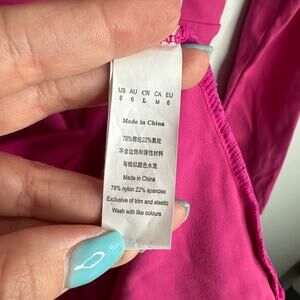 US AU CN CA EU
8 6 L M 6
Made in China
78%锦纶22%氨纶
不含边饰和弹性材料
与相似颜色水洗
Made in China
78% nylon 22% spandex
Exclusive of trim and elastic
Wash with like colours